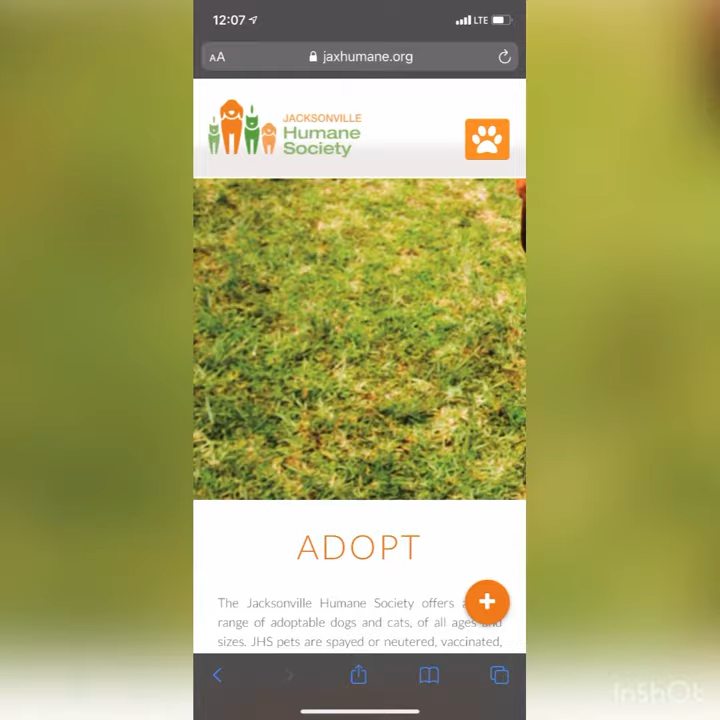 12:07
LTE
AA
jaxhumane.org
JACKSONVILLE
Humane
Society
ADOPT
The Jacksonville Humane Society offers a
range of adoptable dogs and cats, of all ages and
sizes. JHS pets are spayed or neutered, vaccinated,
InShOt